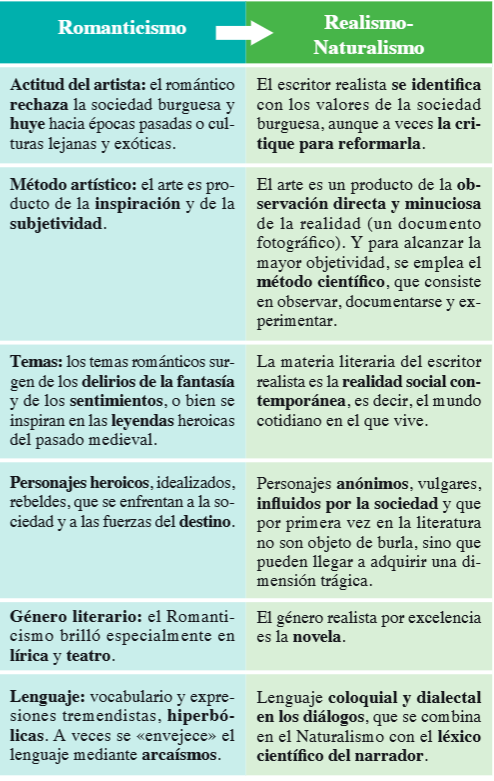 Romanticismo
Realismo-
Naturalismo
Actitud del artista: el romántico
rechaza la sociedad burguesa y
huye hacia épocas pasadas o cul-
turas lejanas y exóticas.
El escritor realista se identifica
con los valores de la sociedad
burguesa, aunque a veces la cri-
tique para reformarla.
Método artístico: el arte es pro-
ducto de la inspiración y de la
subjetividad.
El arte es un producto de la ob-
servación directa y minuciosa
de la realidad (un documento
fotográfico). Y para alcanzar la
mayor objetividad, se emplea el
método científico, que consiste
en observar, documentarse y ex-
perimentar.
Temas: los temas románticos sur-
gen de los delirios de la fantasía
y de los sentimientos, o bien se
inspiran en las leyendas heroicas
del pasado medieval.
La materia literaria del escritor
realista es la realidad social con-
temporánea, es decir, el mundo
cotidiano en el que vive.
Personajes heroicos, idealizados,
rebeldes, que se enfrentan a la so-
ciedad y a las fuerzas del destino.
Personajes anónimos, vulgares,
influidos por la sociedad y que
por primera vez en la literatura
no son objeto de burla, sino que
pueden llegar a adquirir una di-
mensión trágica.
Género literario: el Romanti-
cismo brilló especialmente en
lírica y teatro.
El género realista por excelencia
es la novela.
Lenguaje: vocabulario y expre-
siones tremendistas, hiperbó-
licas. A veces se «envejece» el
lenguaje mediante arcaísmos.
Lenguaje coloquial y dialectal
en los diálogos, que se combina
en el Naturalismo con el léxico
científico del narrador.